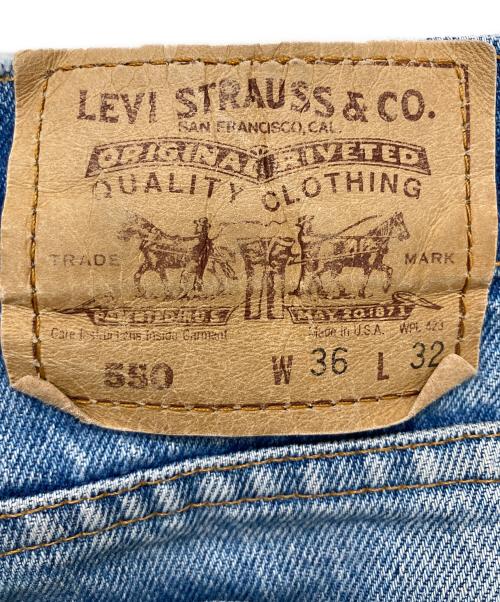 LEVI STRAUSS & CO.
SAN FRANCISCO, CAL.
ORIGINAL RIVETED
QUALITY CLOTHING
TRADE MARK
PATENTED IN U.S. MAY 20 1873
Care Instructions Inside Garment Made in U.S.A. WPL 423
550 W 36 L 32